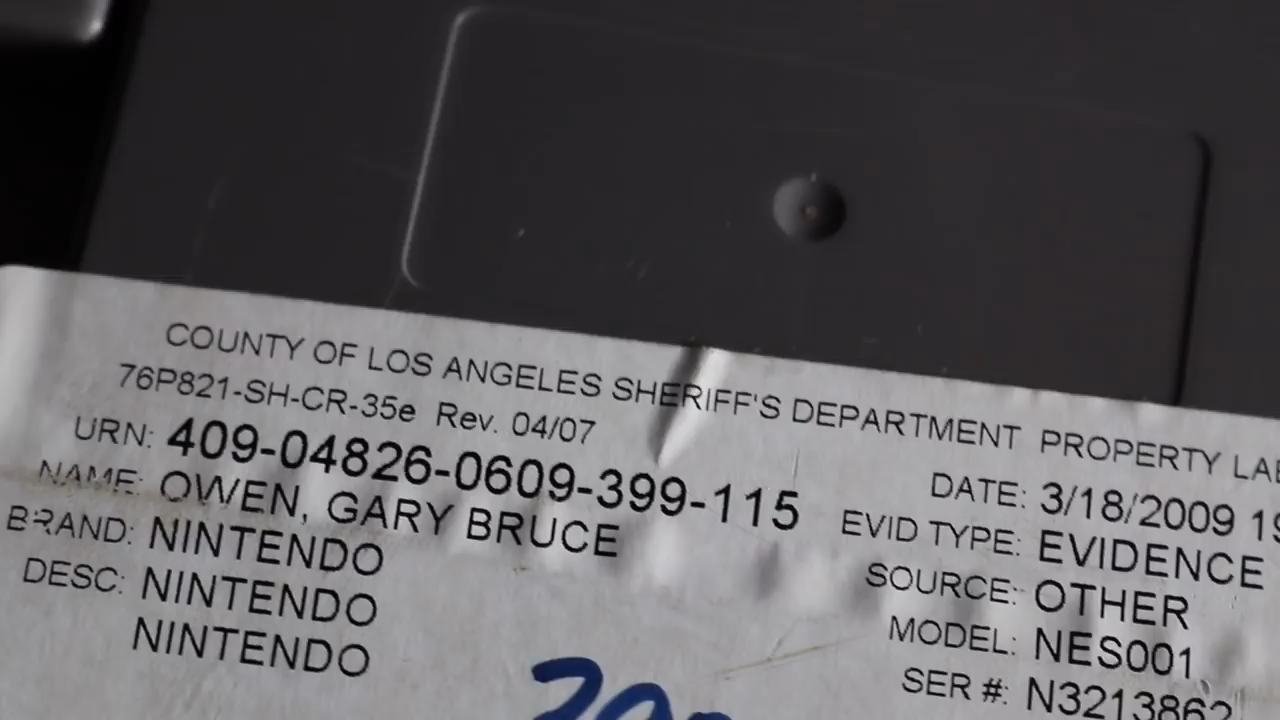 COUNTY OF LOS ANGELES SHERIFF'S DEPARTMENT PROPERTY
76P821-SH-CR-35e Rev. 04/07
URN: 409-04826-0609-399-115
DATE: 3/18/2009
NAME: OWEN, GARY BRUCE
EVID TYPE: EVIDENCE
BRAND: NINTENDO
SOURCE: OTHER
DESC: NINTENDO
MODEL: NES001
NINTENDO
SER #: N3213862